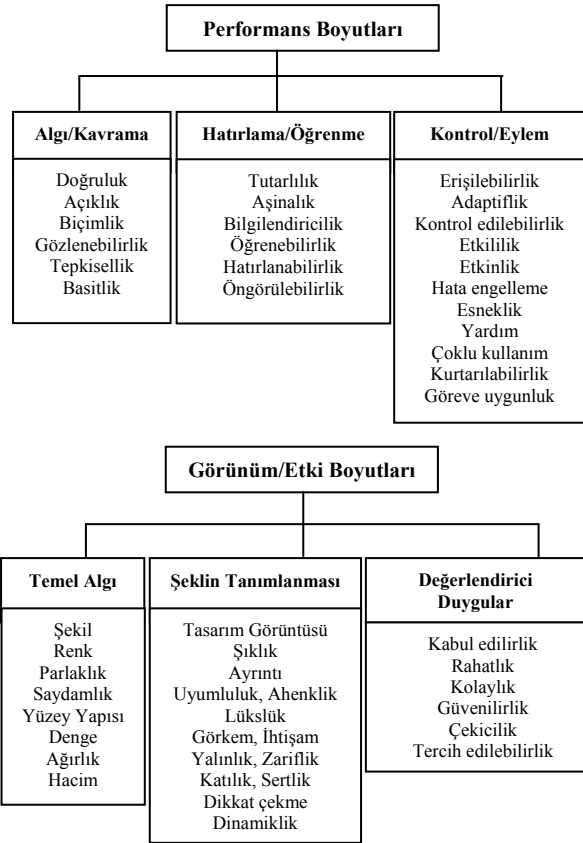 Performans Boyutları
Algı/Kavrama
Doğruluk
Açıklık
Biçimlik
Gözlenebilirlik
Tepkisellik
Basitlik
Hatırlama/Öğrenme
Tutarlılık
Aşinalık
Bilgilendiricilik
Öğrenebilirlik
Hatırlanabilirlik
Öngörülebilirlik
Kontrol/Eylem
Erişilebilirlik
Adaptiflik
Kontrol edilebilirlik
Etkililik
Etkinlik
Hata engelleme
Esneklik
Yardım
Çoklu kullanım
Kurtarılabilirlik
Göreve uygunluk
Görünüm/Etki Boyutları
Temel Algı
Şekil
Renk
Parlaklık
Saydamlık
Yüzey Yapısı
Denge
Ağırlık
Hacim
Şeklin Tanımlanması
Tasarım Görüntüsü
Şıklık
Ayrıntı
Uyumluluk, Ahenklik
Lükslük
Görkem, İhtişam
Yalınlık, Zariflik
Katılık, Sertlik
Dikkat çekme
Dinamiklik
Değerlendirici
Duygular
Kabul edilirlik
Rahatlık
Kolaylık
Güvenilirlik
Çekicilik
Tercih edilebilirlik